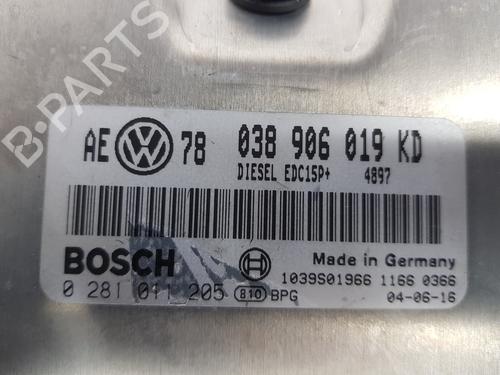 B-PARTS
AE VW 78 038 906 019 KD
DIESEL EDC15P+ 4897
BOSCH
Made in Germany
1039S01966 1166 0366
0 281 011 205 810 BPG
04-06-16